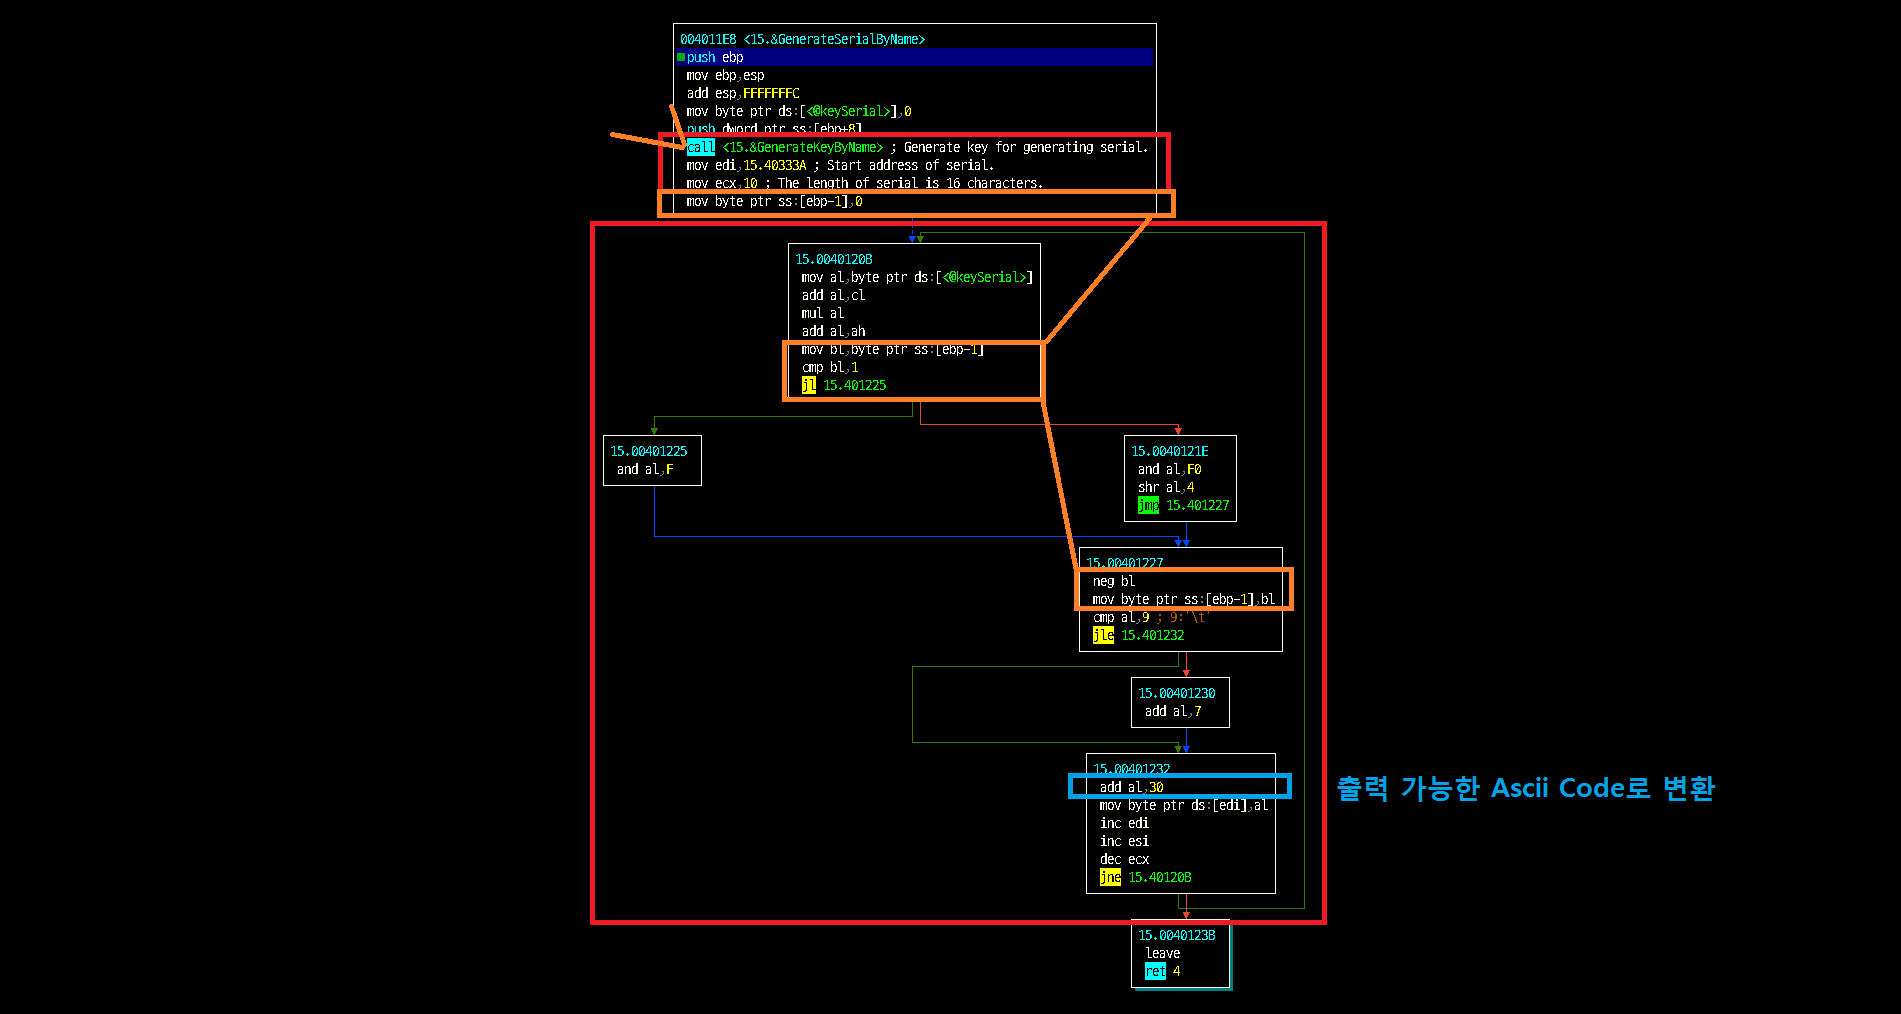 004011E8 <15.&GenerateSerialByName>
push ebp
mov ebp,esp
add esp,FFFFFFFC
mov byte ptr ds:[<@keySerial>],0
push dword ptr ss:[ebp+8]
call <15.&GenerateKeyByName> ; Generate key for generating serial.
mov edi,15.40333A ; Start address of serial.
mov ecx,10 ; The length of serial is 16 characters.
mov byte ptr ss:[ebp-1],0
15.0040120B
mov al,byte ptr ds:[<@keySerial>]
add al,cl
mul al
add al,ah
mov bl,byte ptr ss:[ebp-1]
cmp bl,1
jl 15.401225
15.00401225
and al,F
15.0040121E
and al,F0
shr al,4
jmp 15.401227
15.00401227
neg bl
mov byte ptr ss:[ebp-1],bl
cmp al,9 ; 9:'\t'
jle 15.401232
15.00401230
add al,7
15.00401232
add al,30
mov byte ptr ds:[edi],al
inc edi
inc esi
dec ecx
jne 15.40120B
출력 가능한 Ascii Code로 변환
15.0040123B
leave
ret 4